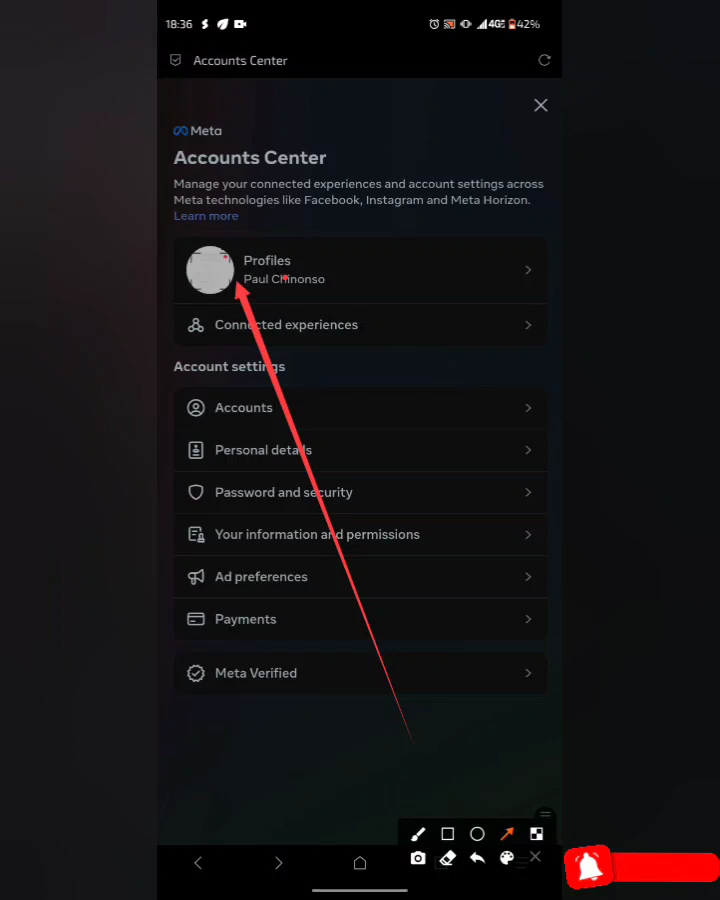 18:36
4G
42%
Accounts Center
Meta
Accounts Center
Manage your connected experiences and account settings across
Meta technologies like Facebook, Instagram and Meta Horizon.
Learn more
Profiles
Paul Chinonso
Connected experiences
Account settings
Accounts
Personal details
Password and security
Your information and permissions
Ad preferences
Payments
Meta Verified